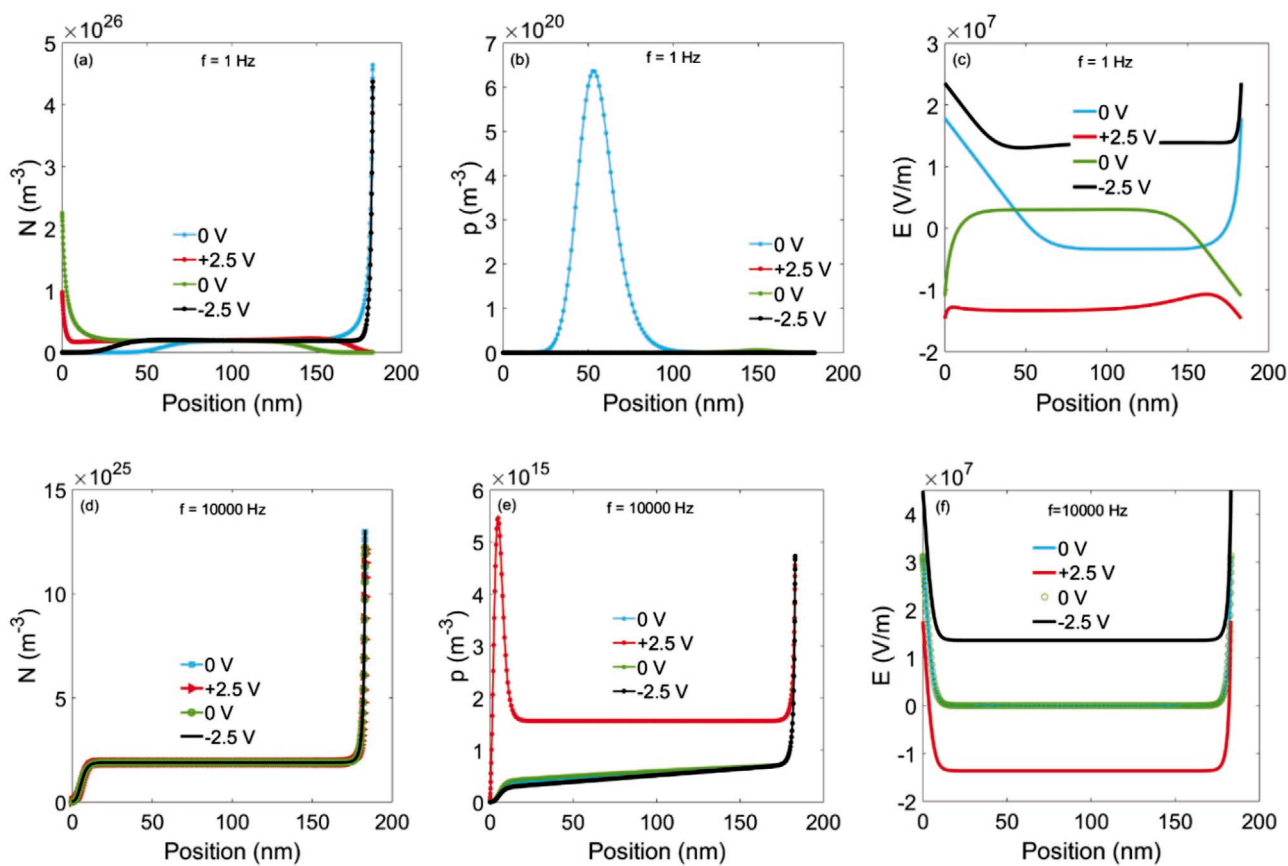 ×10^26
5
4
3
2
1
0
(a)
f = 1 Hz
0 V
+2.5 V
0 V
-2.5 V
N (m^-3)
0 50 100 150 200
Position (nm)
×10^20
7
6
5
4
3
2
1
0
(b)
f = 1 Hz
0 V
+2.5 V
0 V
-2.5 V
p (m^-3)
0 50 100 150 200
Position (nm)
×10^7
3
2
1
0
-1
-2
(c)
f = 1 Hz
0 V
+2.5 V
0 V
-2.5 V
E (V/m)
0 50 100 150 200
Position (nm)
×10^25
15
10
5
0
(d)
f = 10000 Hz
0 V
+2.5 V
0 V
-2.5 V
N (m^-3)
0 50 100 150 200
Position (nm)
×10^15
6
5
4
3
2
1
0
(e)
f = 10000 Hz
0 V
+2.5 V
0 V
-2.5 V
p (m^-3)
0 50 100 150 200
Position (nm)
×10^7
4
3
2
1
0
-1
-2
(f)
f=10000 Hz
0 V
+2.5 V
0 V
-2.5 V
E (V/m)
0 50 100 150 200
Position (nm)